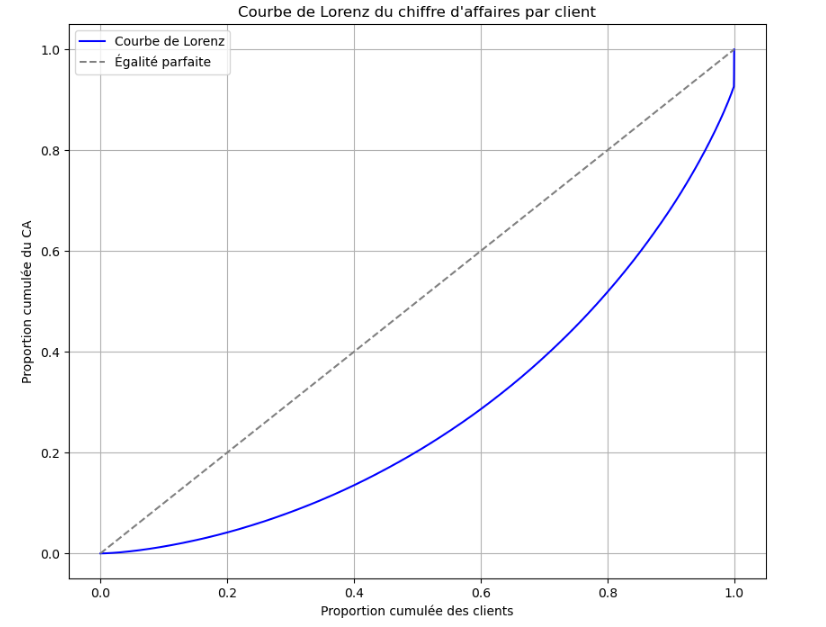 Courbe de Lorenz du chiffre d'affaires par client
Courbe de Lorenz
Égalité parfaite
Proportion cumulée du CA
1.0
0.8
0.6
0.4
0.2
0.0
0.0 0.2 0.4 0.6 0.8 1.0
Proportion cumulée des clients